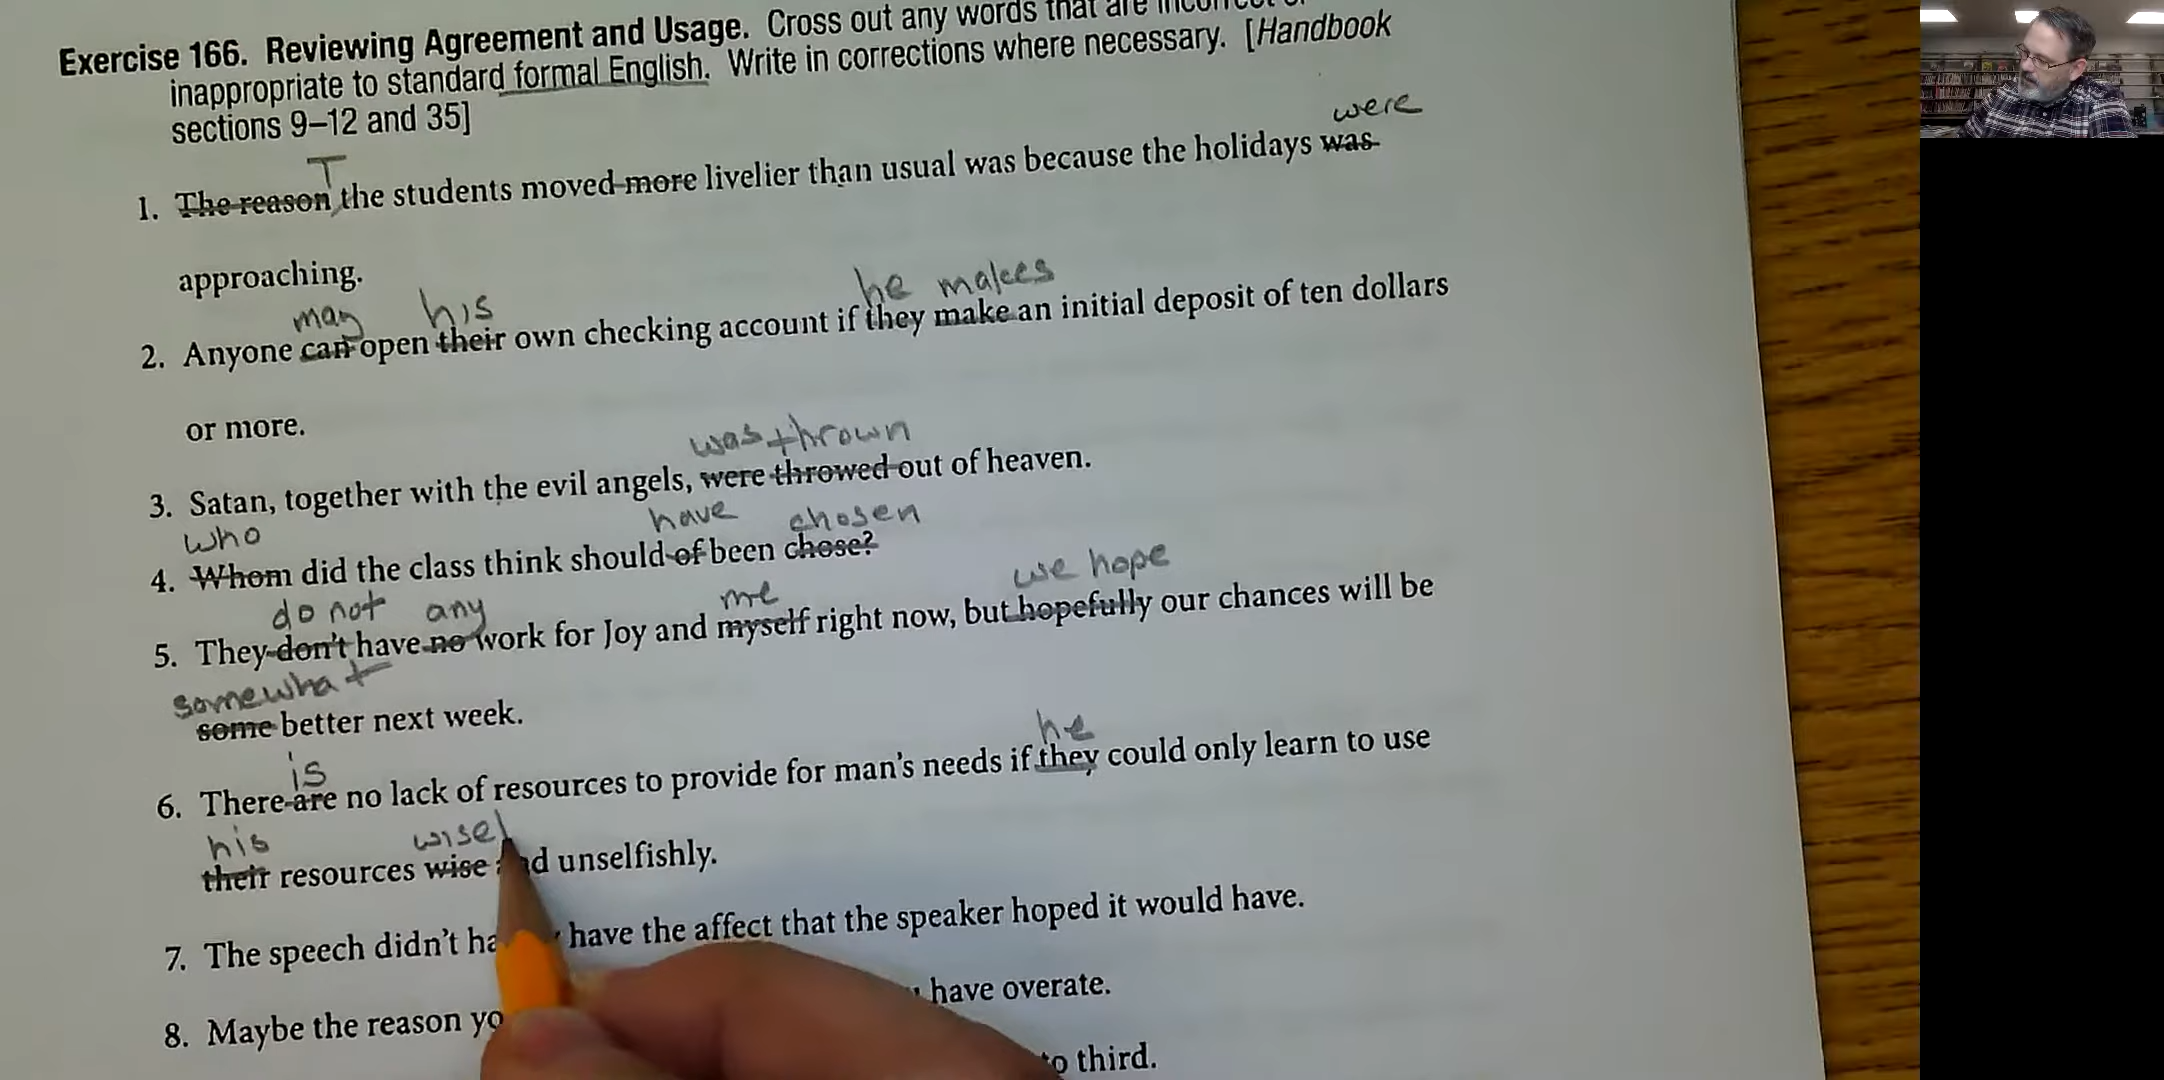 Exercise 166. Reviewing Agreement and Usage. Cross out any words that are
inappropriate to standard formal English. Write in corrections where necessary. [Handbook
sections 9–12 and 35]
were
T
1. The reason the students moved more livelier than usual was because the holidays was
approaching.
he makes
may his
2. Anyone can open their own checking account if they make an initial deposit of ten dollars
or more.
was thrown
3. Satan, together with the evil angels, were throwed out of heaven.
who have chosen
4. Whom did the class think should of been chose?
do not any me we hope
5. They don't have no work for Joy and myself right now, but hopefully our chances will be
somewhat
some better next week.
is he
6. There are no lack of resources to provide for man's needs if they could only learn to use
his wisel
their resources wise unselfishly.
7. The speech didn't have the affect that the speaker hoped it would have.
8. Maybe the reason have overate.
third.